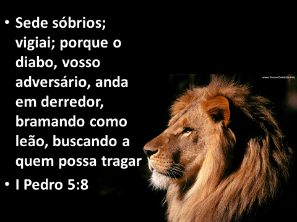 • Sede sóbrios;
vigiai; porque o
diabo, vosso
adversário, anda
em derredor,
bramando como
leão, buscando a
quem possa tragar
• I Pedro 5:8